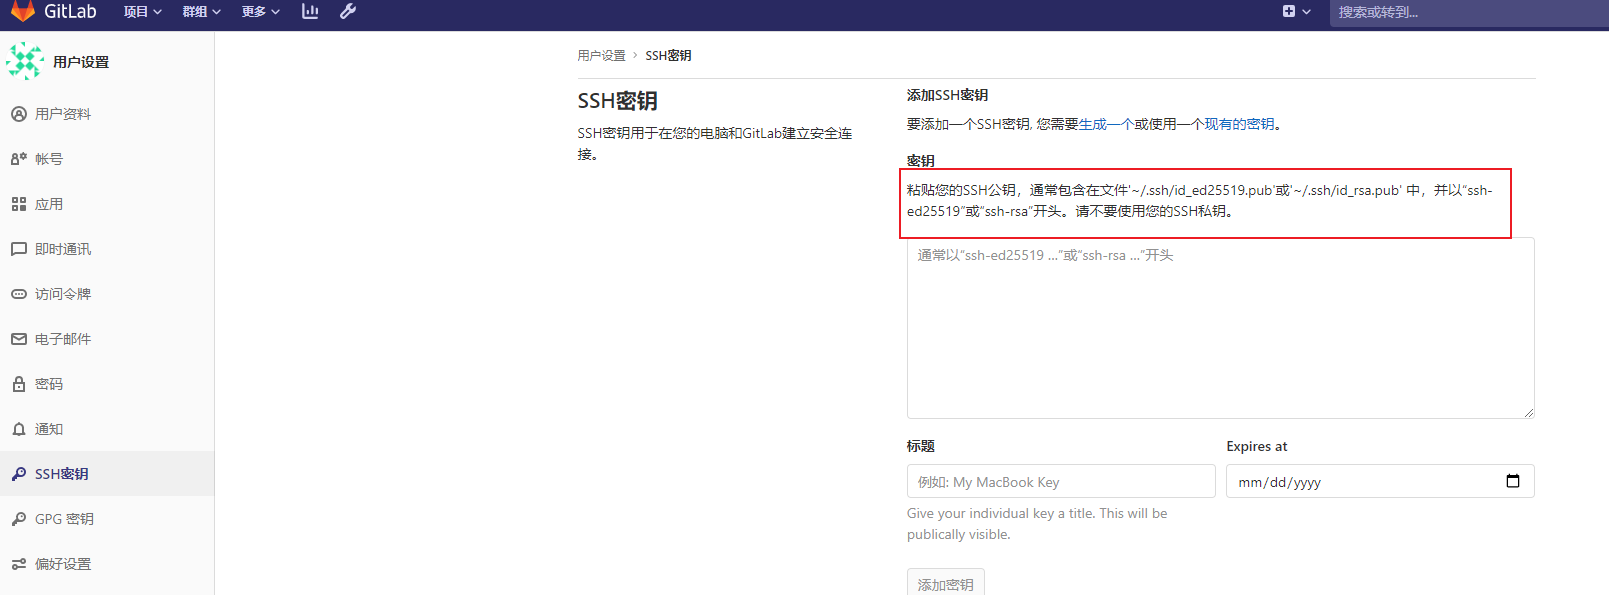 GitLab 项目 群组 更多 搜索或转到...
用户设置
用户资料
帐号
应用
即时通讯
访问令牌
电子邮件
密码
通知
SSH密钥
GPG 密钥
偏好设置
用户设置 › SSH密钥
SSH密钥
SSH密钥用于在您的电脑和GitLab建立安全连
接。
添加SSH密钥
要添加一个SSH密钥, 您需要生成一个或使用一个现有的密钥。
密钥
粘贴您的SSH公钥，通常包含在文件'~/.ssh/id_ed25519.pub'或'~/.ssh/id_rsa.pub' 中，并以“ssh-
ed25519”或“ssh-rsa”开头。请不要使用您的SSH私钥。
通常以“ssh-ed25519 ...”或“ssh-rsa ...”开头
标题 Expires at
例如: My MacBook Key mm/dd/yyyy
Give your individual key a title. This will be
publically visible.
添加密钥